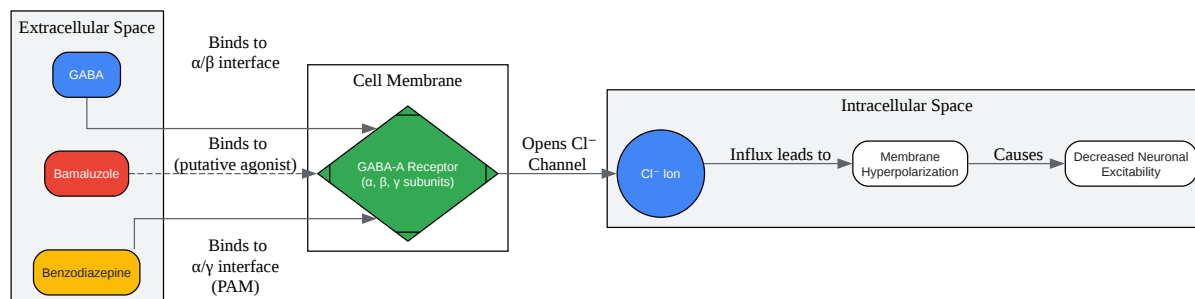 Extracellular Space
GABA
Bamaluzole
Benzodiazepine
Binds to
α/β interface
Binds to
(putative agonist)
Binds to
α/γ interface
(PAM)
Cell Membrane
GABA-A Receptor
(α, β, γ subunits)
Opens Cl⁻
Channel
Intracellular Space
Cl⁻ Ion
Influx leads to
Membrane
Hyperpolarization
Causes
Decreased Neuronal
Excitability